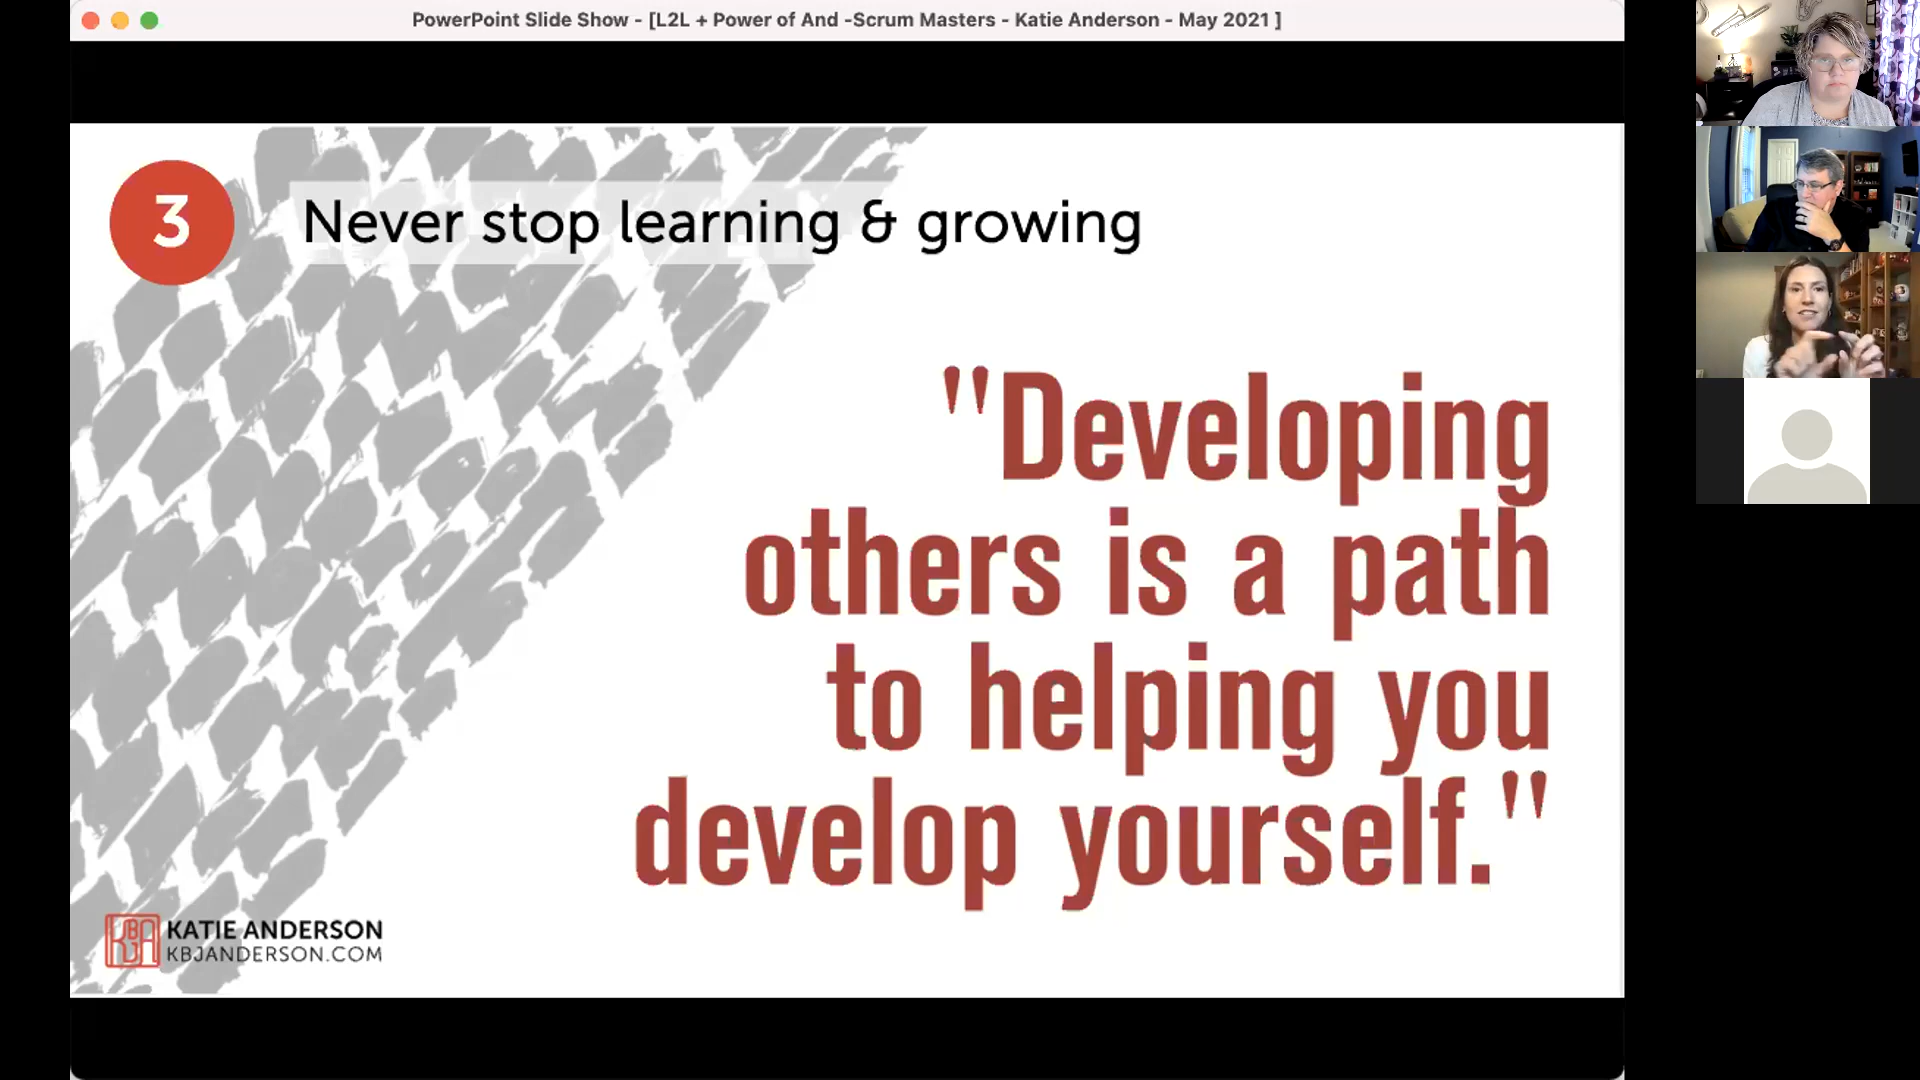 PowerPoint Slide Show - [L2L + Power of And -Scrum Masters - Katie Anderson - May 2021 ]
3
Never stop learning & growing
"Developing
others is a path
to helping you
develop yourself."
KBJA
KATIE ANDERSON
KBJANDERSON.COM